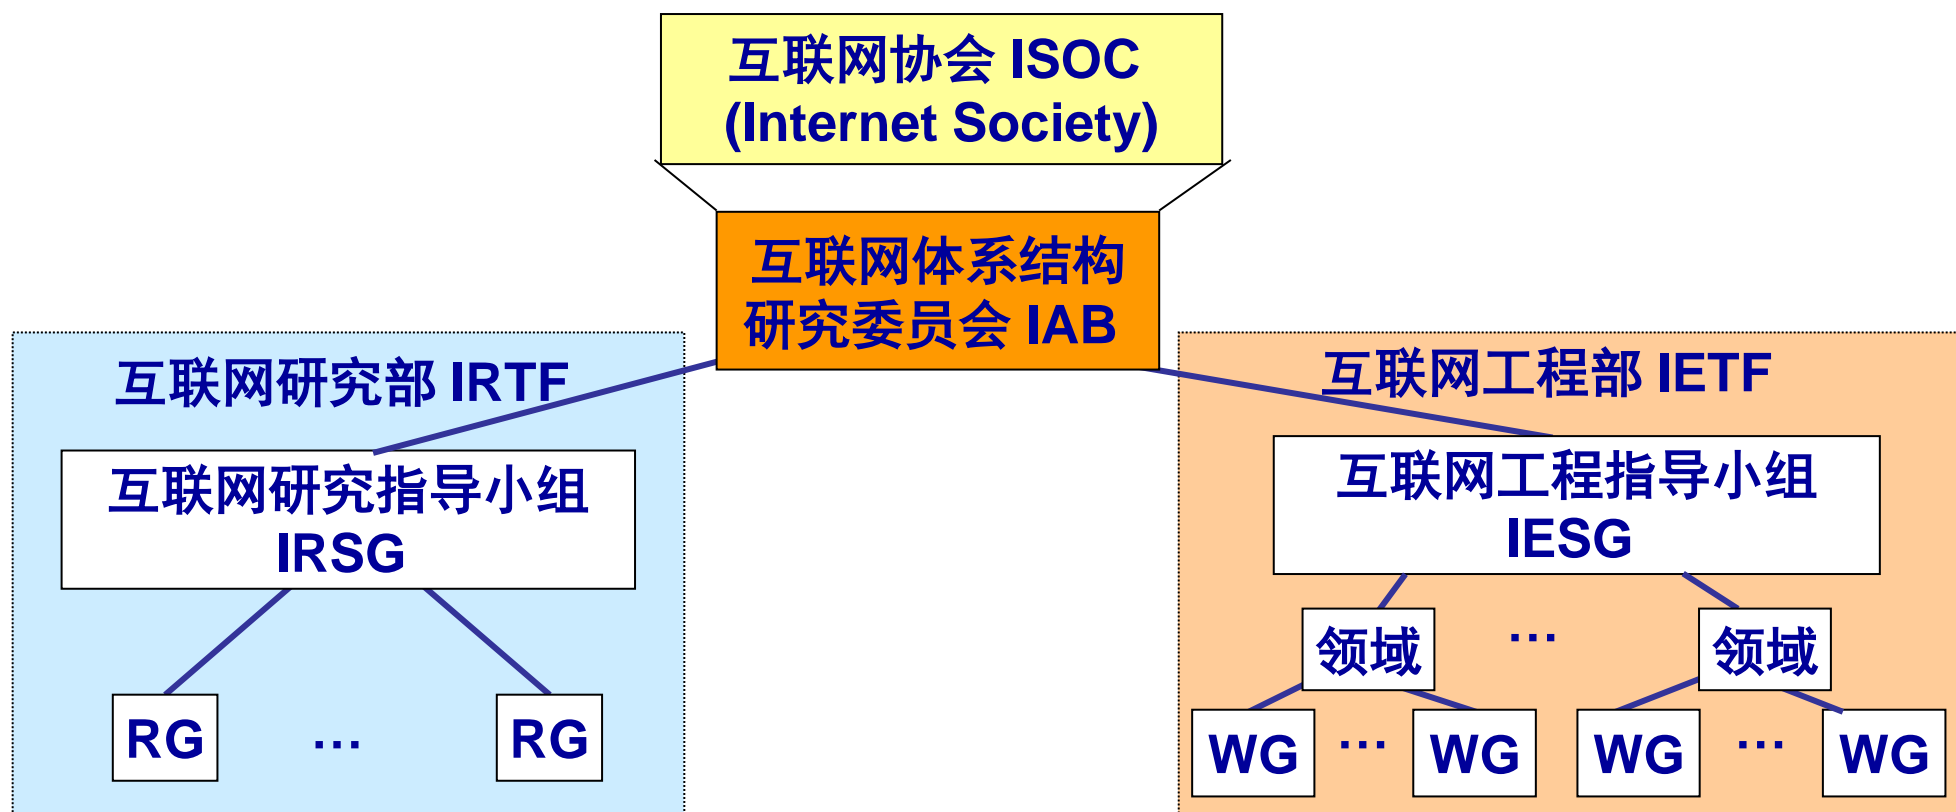 互联网协会 ISOC
(Internet Society)
互联网体系结构
研究委员会 IAB
互联网研究部 IRTF
互联网研究指导小组
IRSG
RG
…
RG
互联网工程部 IETF
互联网工程指导小组
IESG
领域
…
领域
WG
…
WG
WG
…
WG